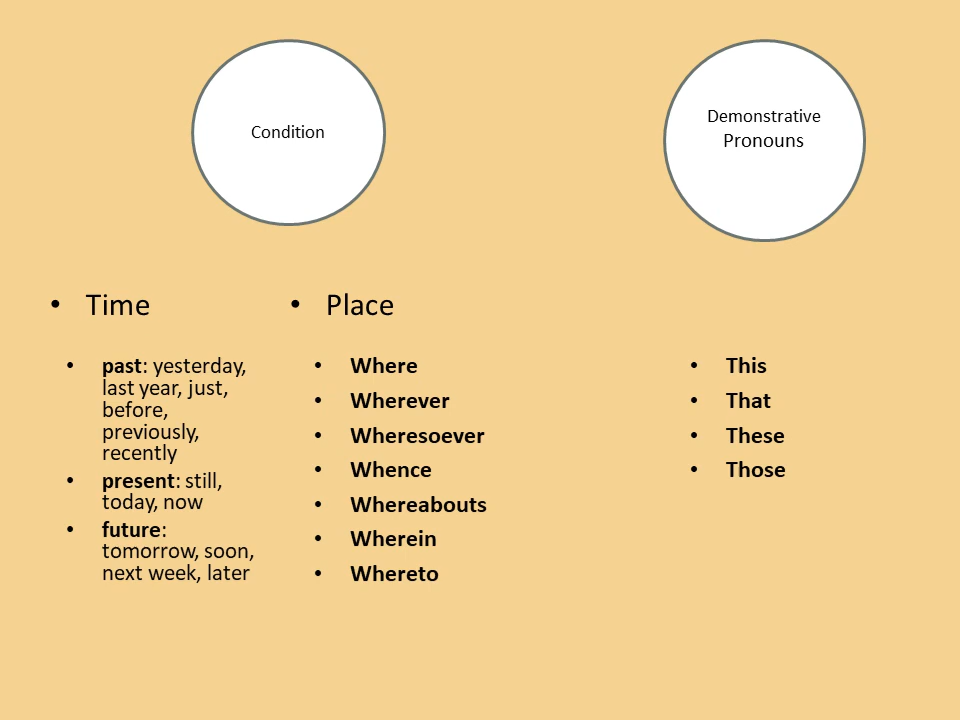 Condition
Demonstrative
Pronouns
• Time
• past: yesterday,
last year, just,
before,
previously,
recently
• present: still,
today, now
• future:
tomorrow, soon,
next week, later
• Place
• Where
• Wherever
• Wheresoever
• Whence
• Whereabouts
• Wherein
• Whereto
• This
• That
• These
• Those